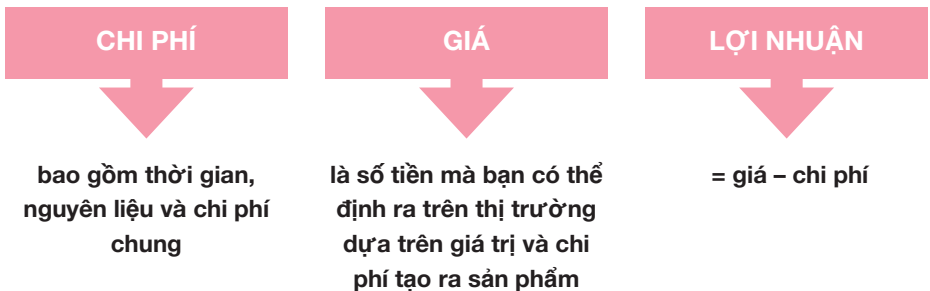 CHI PHÍ
bao gồm thời gian,
nguyên liệu và chi phí
chung
GIÁ
là số tiền mà bạn có thể
định ra trên thị trường
dựa trên giá trị và chi
phí tạo ra sản phẩm
LỢI NHUẬN
= giá – chi phí